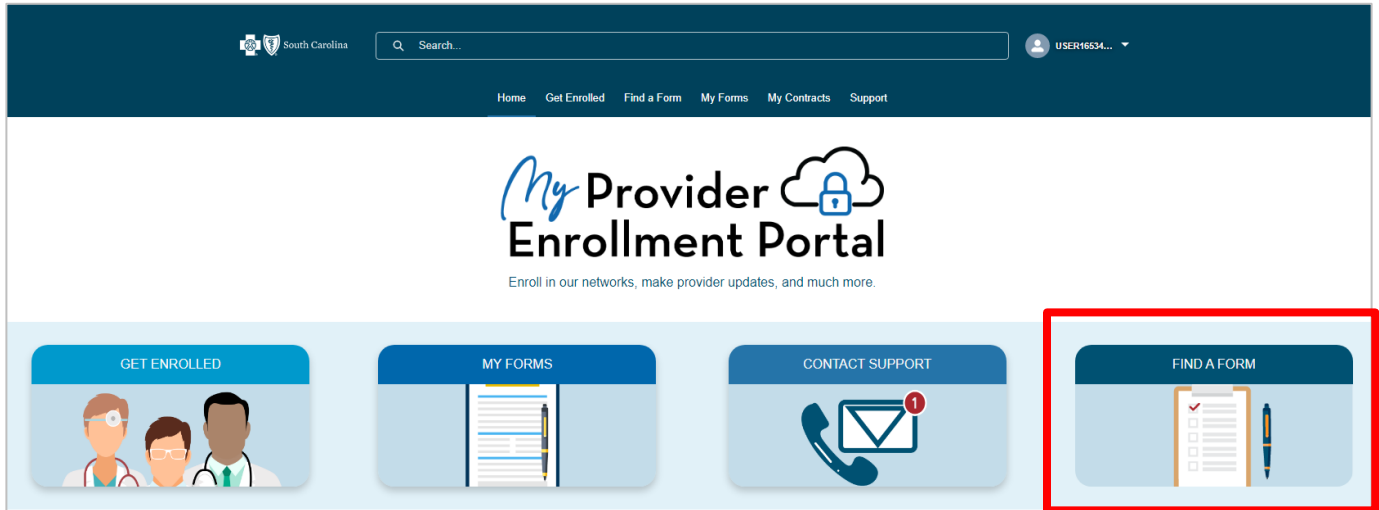 South Carolina
Search...
USER16534...
Home Get Enrolled Find a Form My Forms My Contracts Support
My Provider
Enrollment Portal
Enroll in our networks, make provider updates, and much more.
GET ENROLLED
MY FORMS
CONTACT SUPPORT
1
FIND A FORM